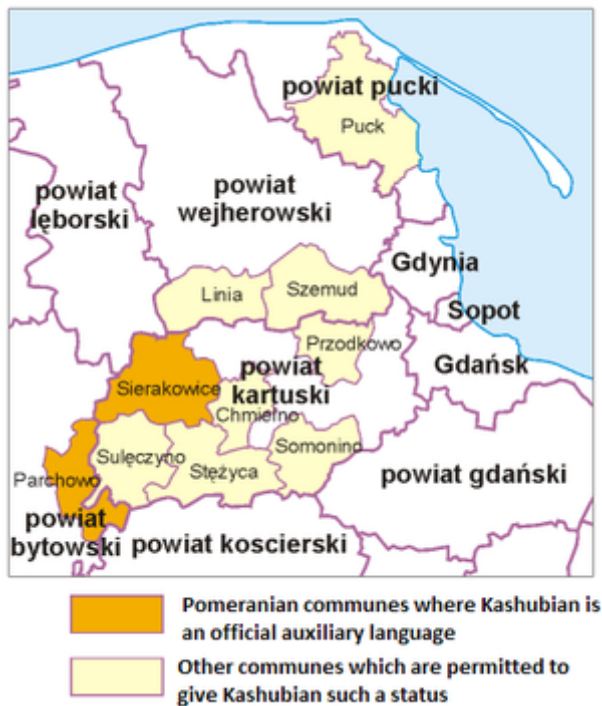 powiat pucki
Puck
powiat
lęborski
powiat
wejherowski
Gdynia
Linia
Szemud
Sopot
Przodkowo
Gdańsk
powiat
kartuski
Sierakowice
Chmielno
Somonino
Sulęczyno
Stężyca
powiat gdański
Parchowo
powiat
bytowski
powiat koscierski
Pomeranian communes where Kashubian is
an official auxiliary language
Other communes which are permitted to
give Kashubian such a status